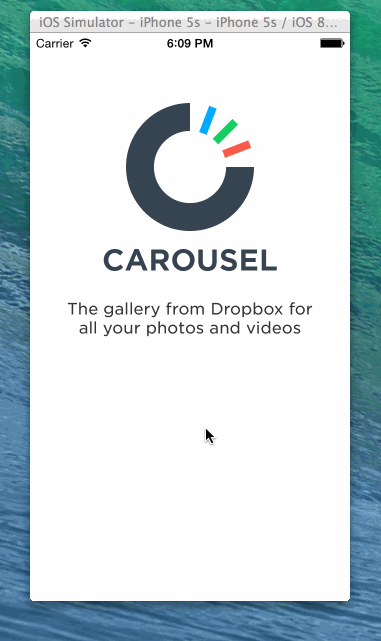 iOS Simulator – iPhone 5s – iPhone 5s / iOS 8...
Carrier 6:09 PM
CAROUSEL
The gallery from Dropbox for
all your photos and videos